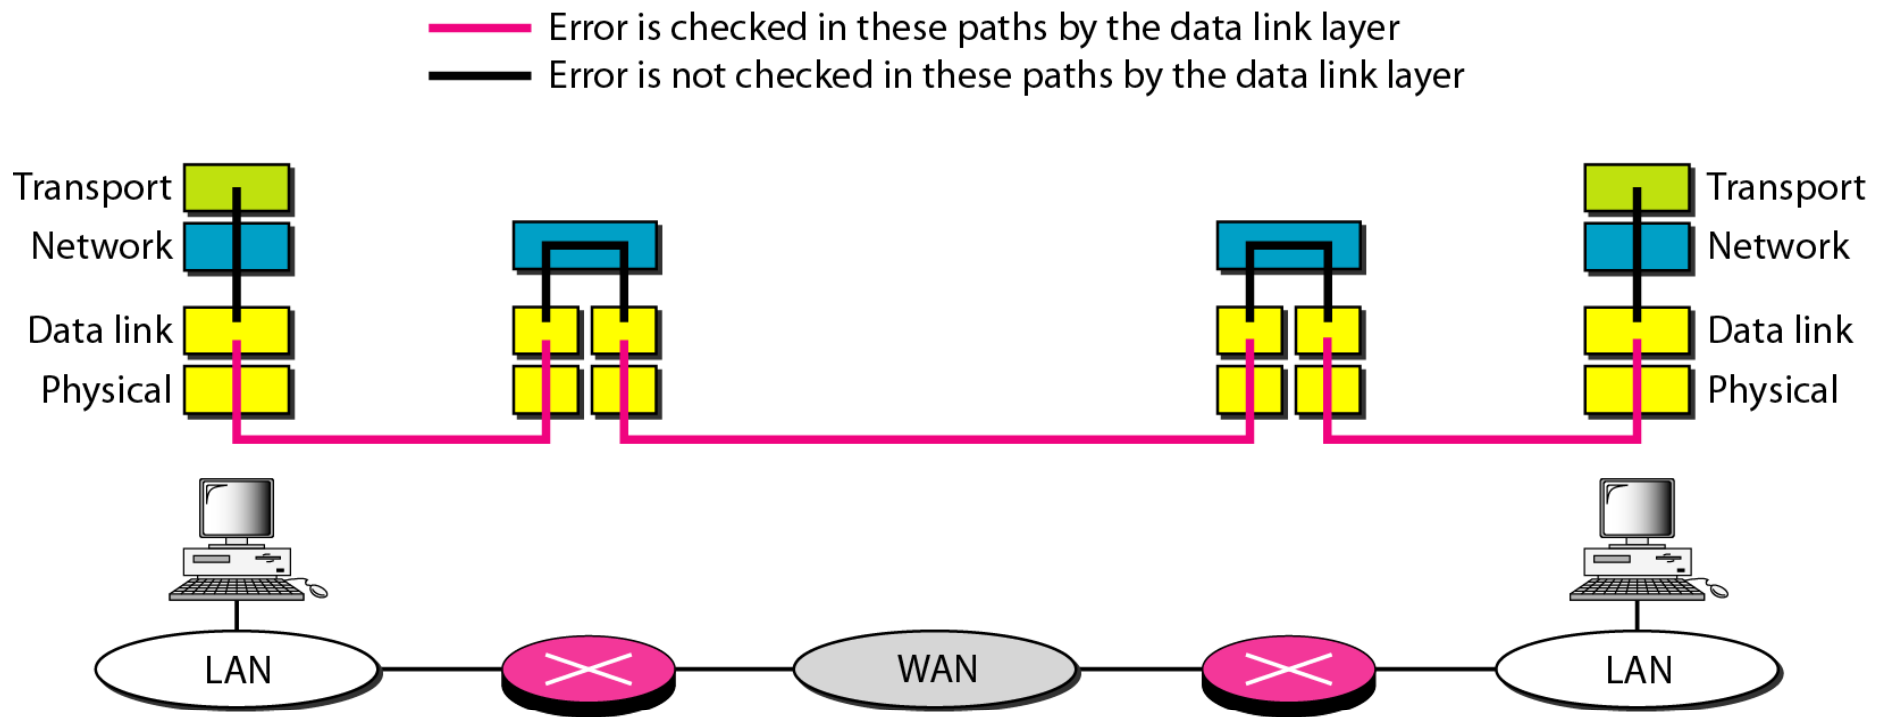 Error is checked in these paths by the data link layer
Error is not checked in these paths by the data link layer
Transport
Network
Data link
Physical
Transport
Network
Data link
Physical
LAN
WAN
LAN